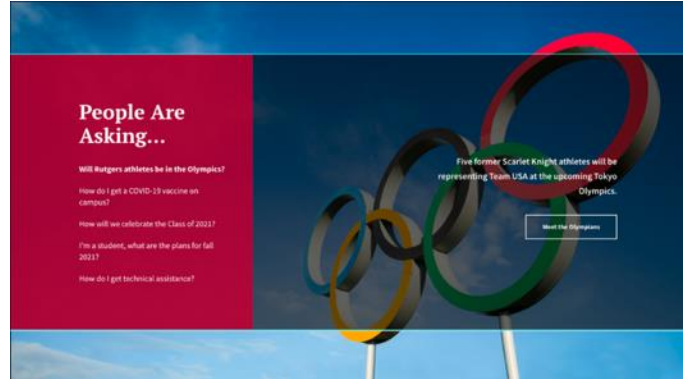 People Are
Asking...
Will Rutgers athletes be in the Olympics?
How do I get a COVID-19 vaccine on
campus?
How will we celebrate the Class of 2021?
I'm a student, what are the plans for fall
2021?
How do I get technical assistance?
Five former Scarlet Knight athletes will be
representing Team USA at the upcoming Tokyo
Olympics.
Meet the Olympians